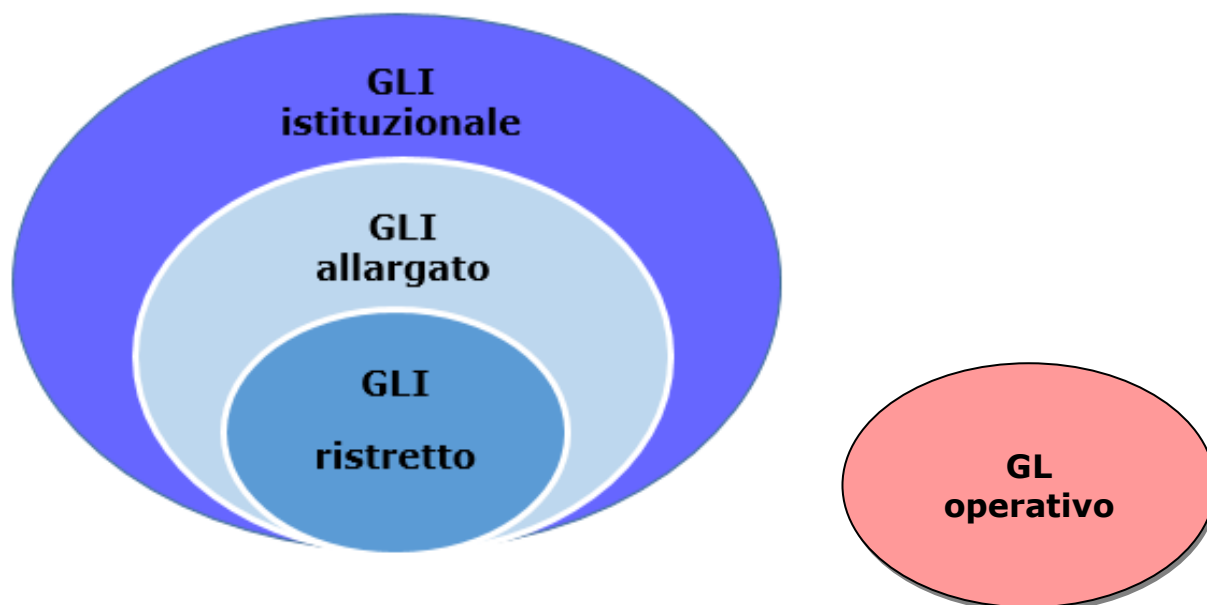 GLI
istituzionale
GLI
allargato
GLI
ristretto
GL
operativo